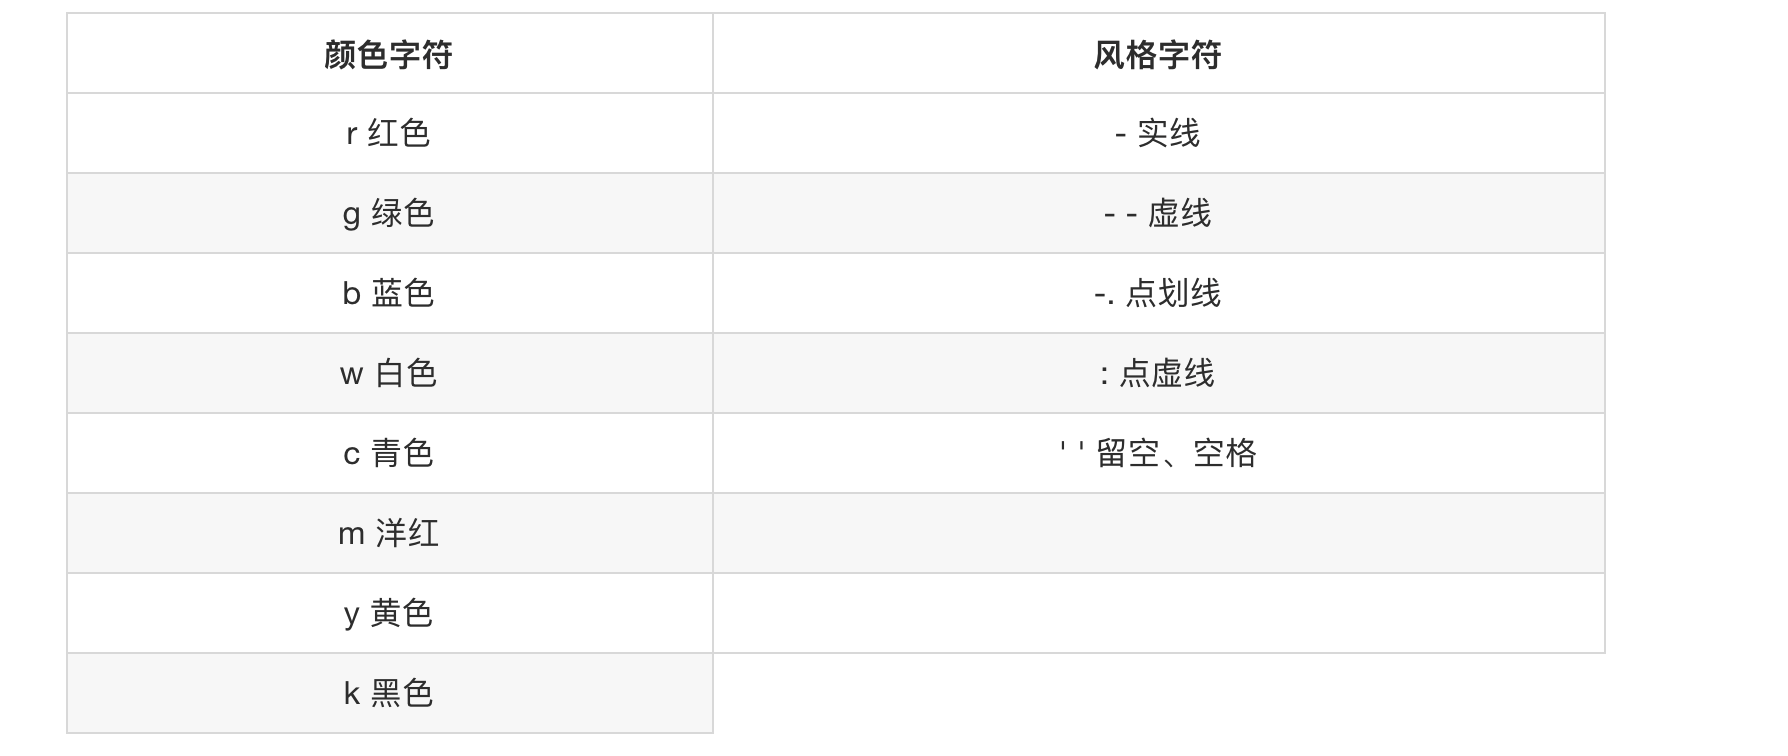 颜色字符 风格字符
r 红色 - 实线
g 绿色 - - 虚线
b 蓝色 -. 点划线
w 白色 : 点虚线
c 青色 ' ' 留空、空格
m 洋红
y 黄色
k 黑色